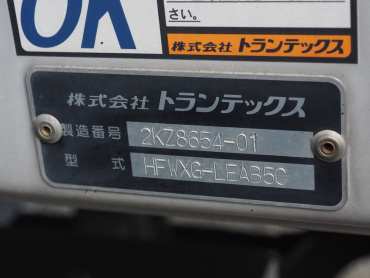 OK
さい。
株式会社 トランテックス
株式会社 トランテックス
製造番号 2KZ8654-01
型式 HFWXG-LEAB5C